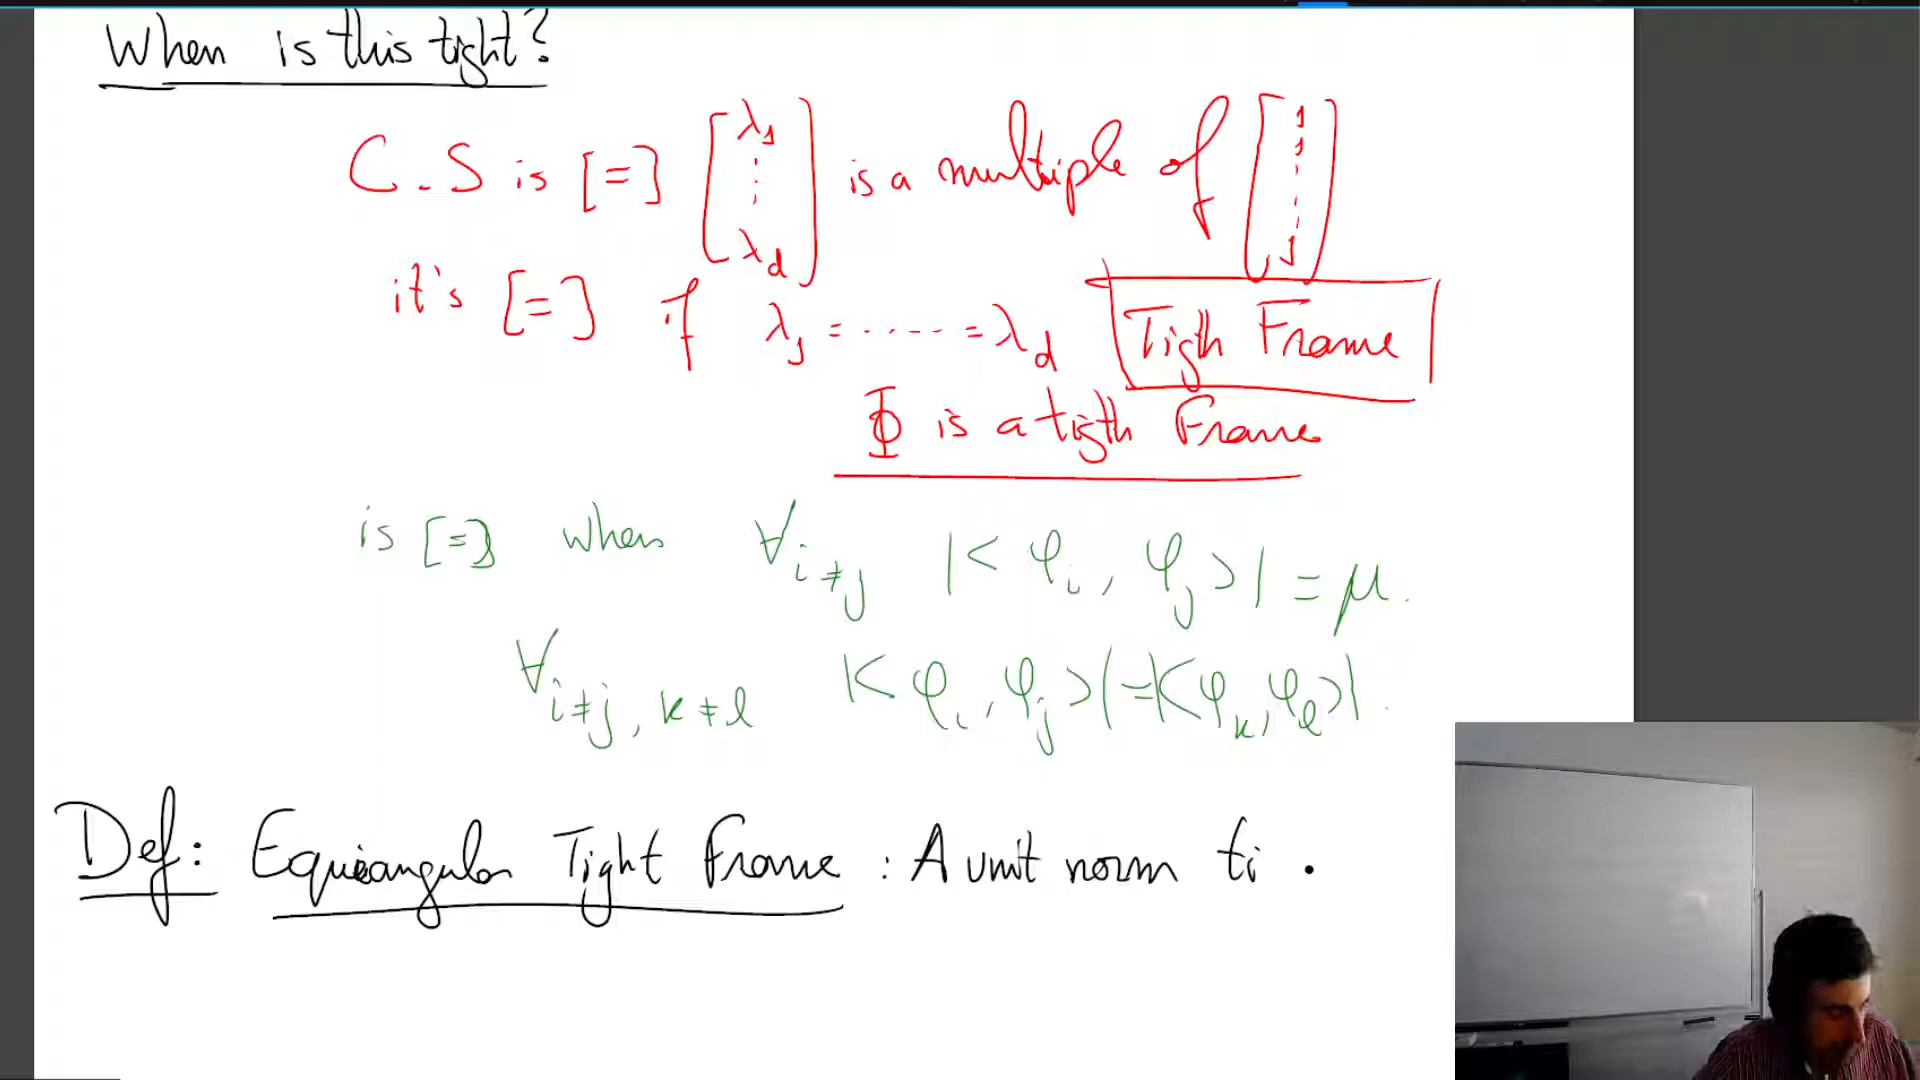 When is this tight?
C.S is [=] [λ1 ⋮ λd] is a multiple of [1 1 ⋮ 1]
it's [=] if λ1 = ...... = λd Tigth Frame
Φ is a tigth Frame
is [=] when ∀i≠j |<φi, φj>| = μ.
∀i≠j, k≠l |<φi, φj>| = |<φk, φl>|.
Def: Equiangular Tight Frame : A unit norm ti